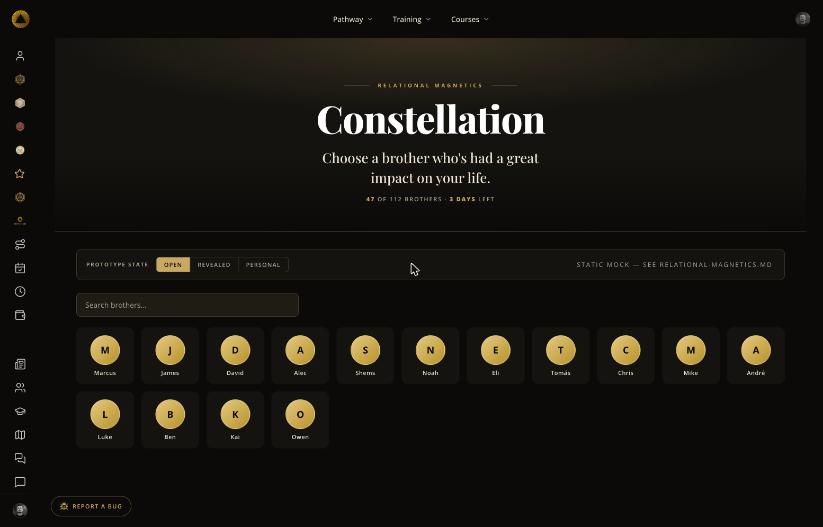 Pathway Training Courses
RELATIONAL MAGNETICS
Constellation
Choose a brother who's had a great
impact on your life.
47 OF 112 BROTHERS · 3 DAYS LEFT
PROTOTYPE STATE OPEN REVEALED PERSONAL STATIC MOCK — SEE RELATIONAL-MAGNETICS.MD
Search brothers...
M J D A S N E T C M A
Marcus James David Alec Shems Noah Eli Tomás Chris Mike André
L B K O
Luke Ben Kai Owen
REPORT A BUG